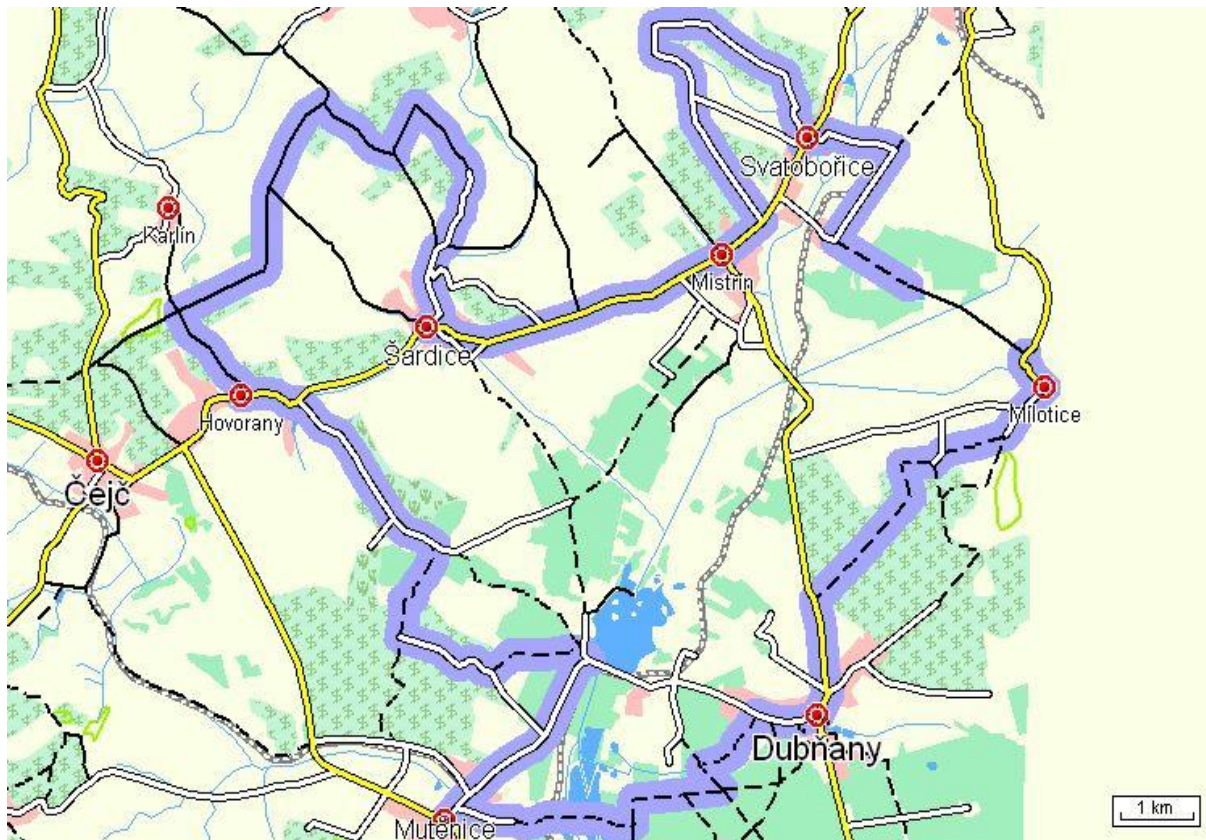 Svatobořice
Karlín
Mistřín
Šardice
Milotice
Hovorany
Čejč
Dubňany
1 km
Mutěnice